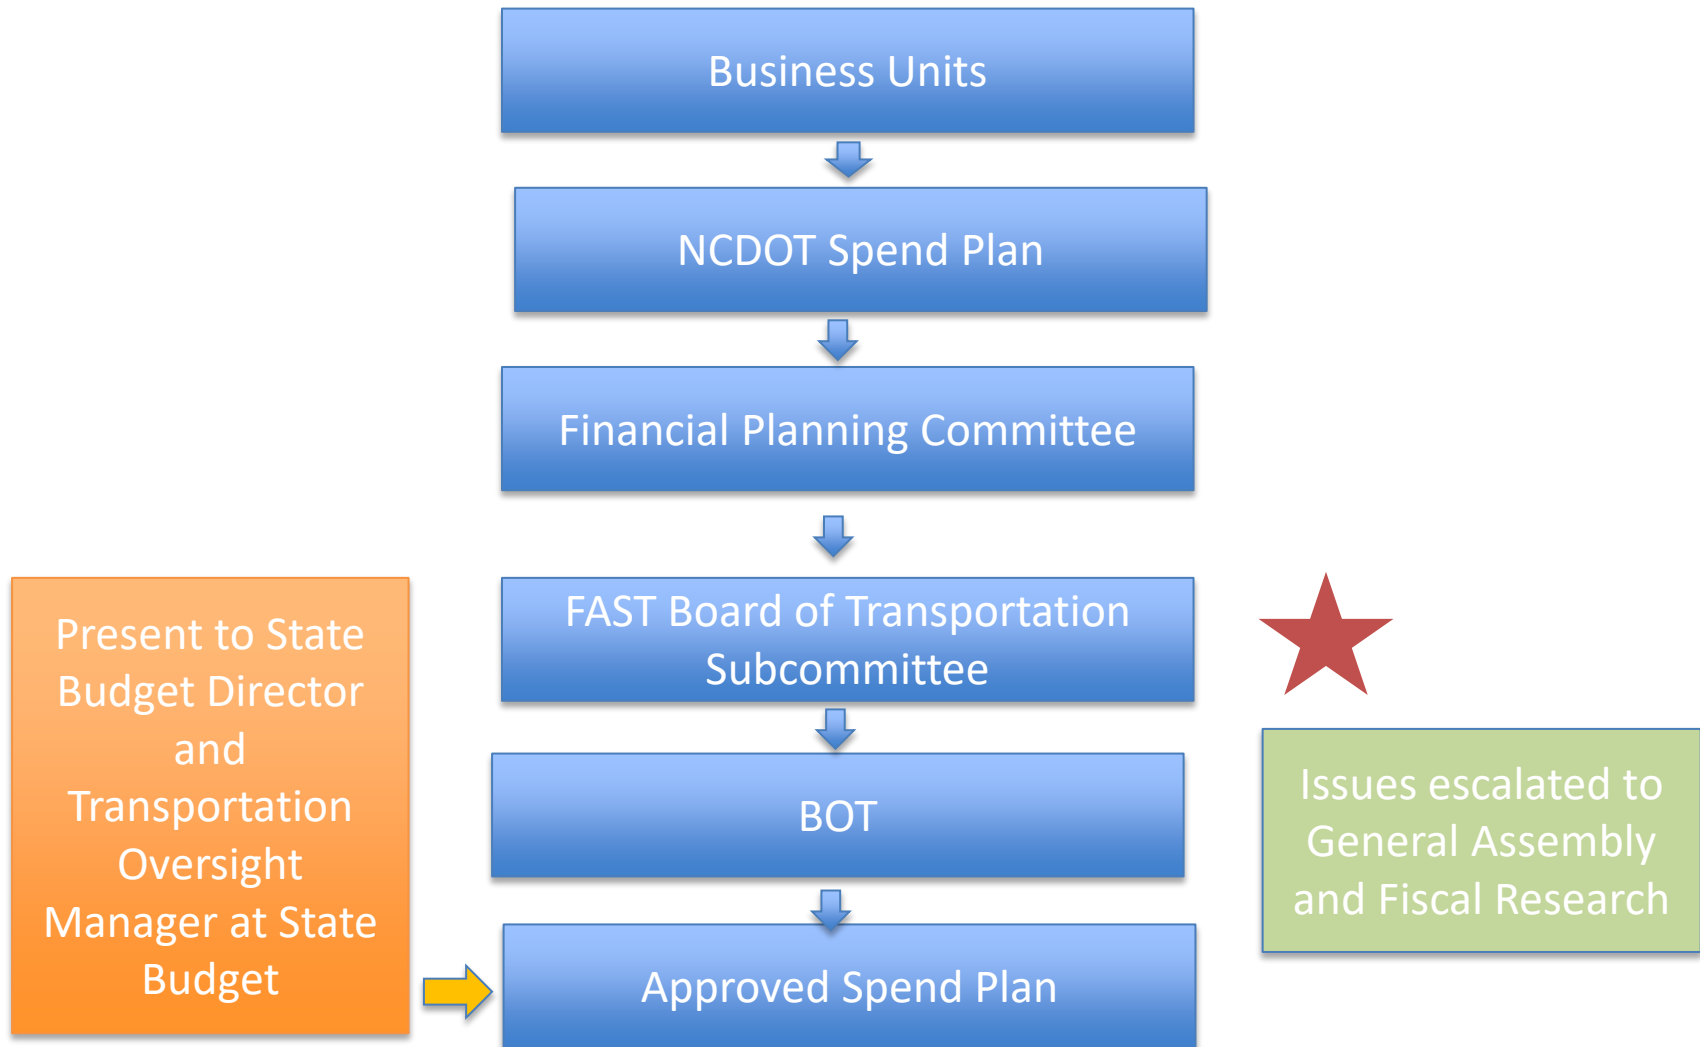 Business Units
NCDOT Spend Plan
Financial Planning Committee
FAST Board of Transportation
Subcommittee
BOT
Approved Spend Plan
Present to State
Budget Director
and
Transportation
Oversight
Manager at State
Budget
Issues escalated to
General Assembly
and Fiscal Research